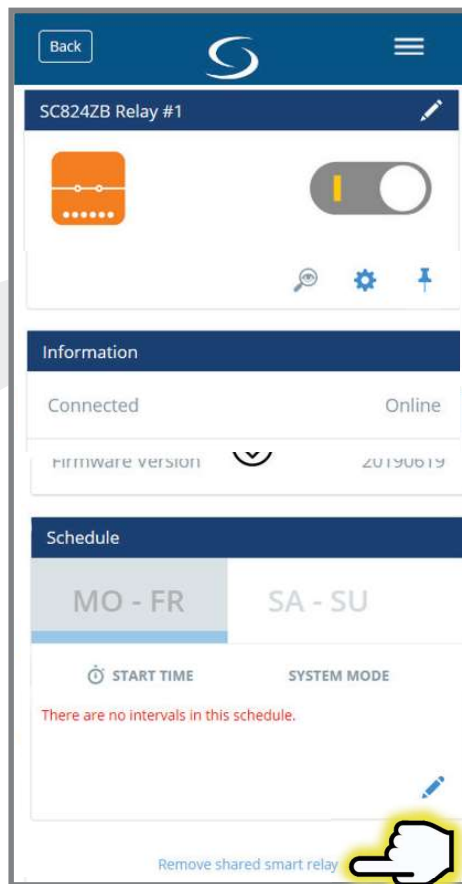 Back
SC824ZB Relay #1
Information
Connected Online
Firmware Version 20190619
Schedule
MO - FR SA - SU
START TIME SYSTEM MODE
There are no intervals in this schedule.
Remove shared smart relay